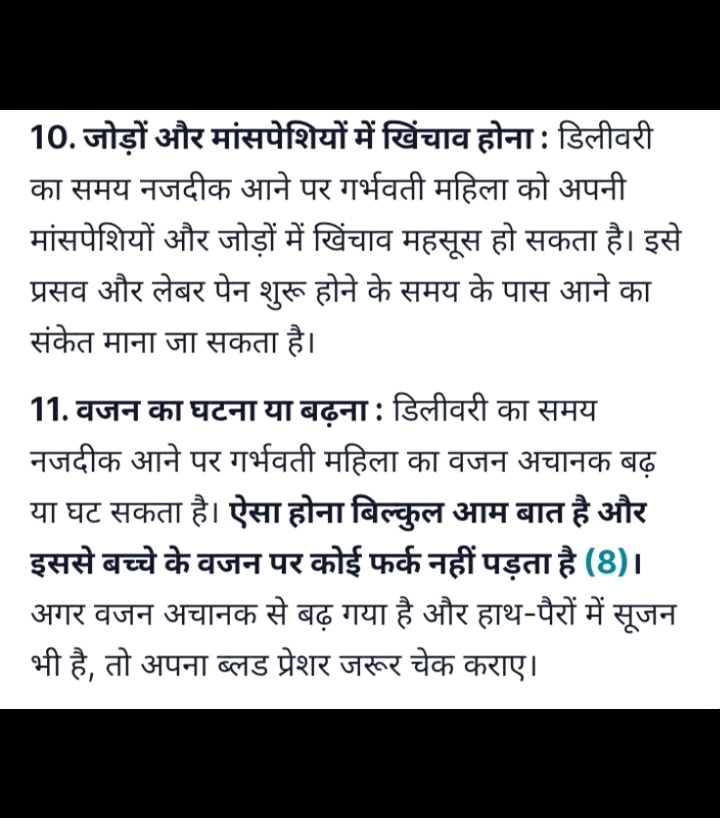 10. जोड़ों और मांसपेशियों में खिंचाव होना : डिलीवरी
का समय नजदीक आने पर गर्भवती महिला को अपनी
मांसपेशियों और जोड़ों में खिंचाव महसूस हो सकता है। इसे
प्रसव और लेबर पेन शुरू होने के समय के पास आने का
संकेत माना जा सकता है।
11. वजन का घटना या बढ़ना : डिलीवरी का समय
नजदीक आने पर गर्भवती महिला का वजन अचानक बढ़
या घट सकता है। ऐसा होना बिल्कुल आम बात है और
इससे बच्चे के वजन पर कोई फर्क नहीं पड़ता है (8)।
अगर वजन अचानक से बढ़ गया है और हाथ-पैरों में सूजन
भी है, तो अपना ब्लड प्रेशर जरूर चेक कराए।